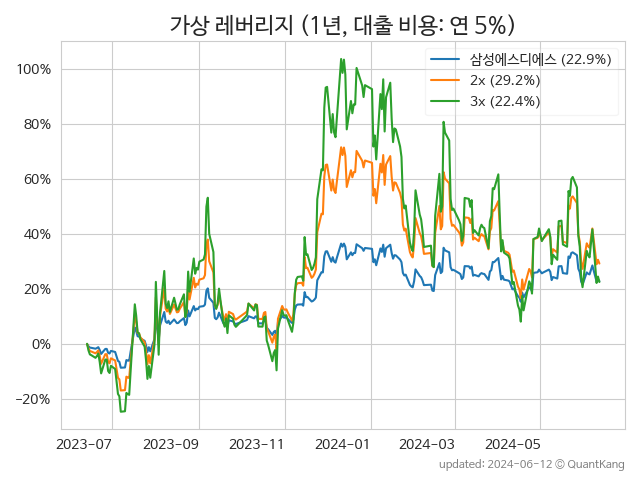 가상 레버리지 (1년, 대출 비용: 연 5%)
삼성에스디에스 (22.9%)
2x (29.2%)
3x (22.4%)
100%
80%
60%
40%
20%
0%
−20%
2023-07 2023-09 2023-11 2024-01 2024-03 2024-05
updated: 2024-06-12 © QuantKang